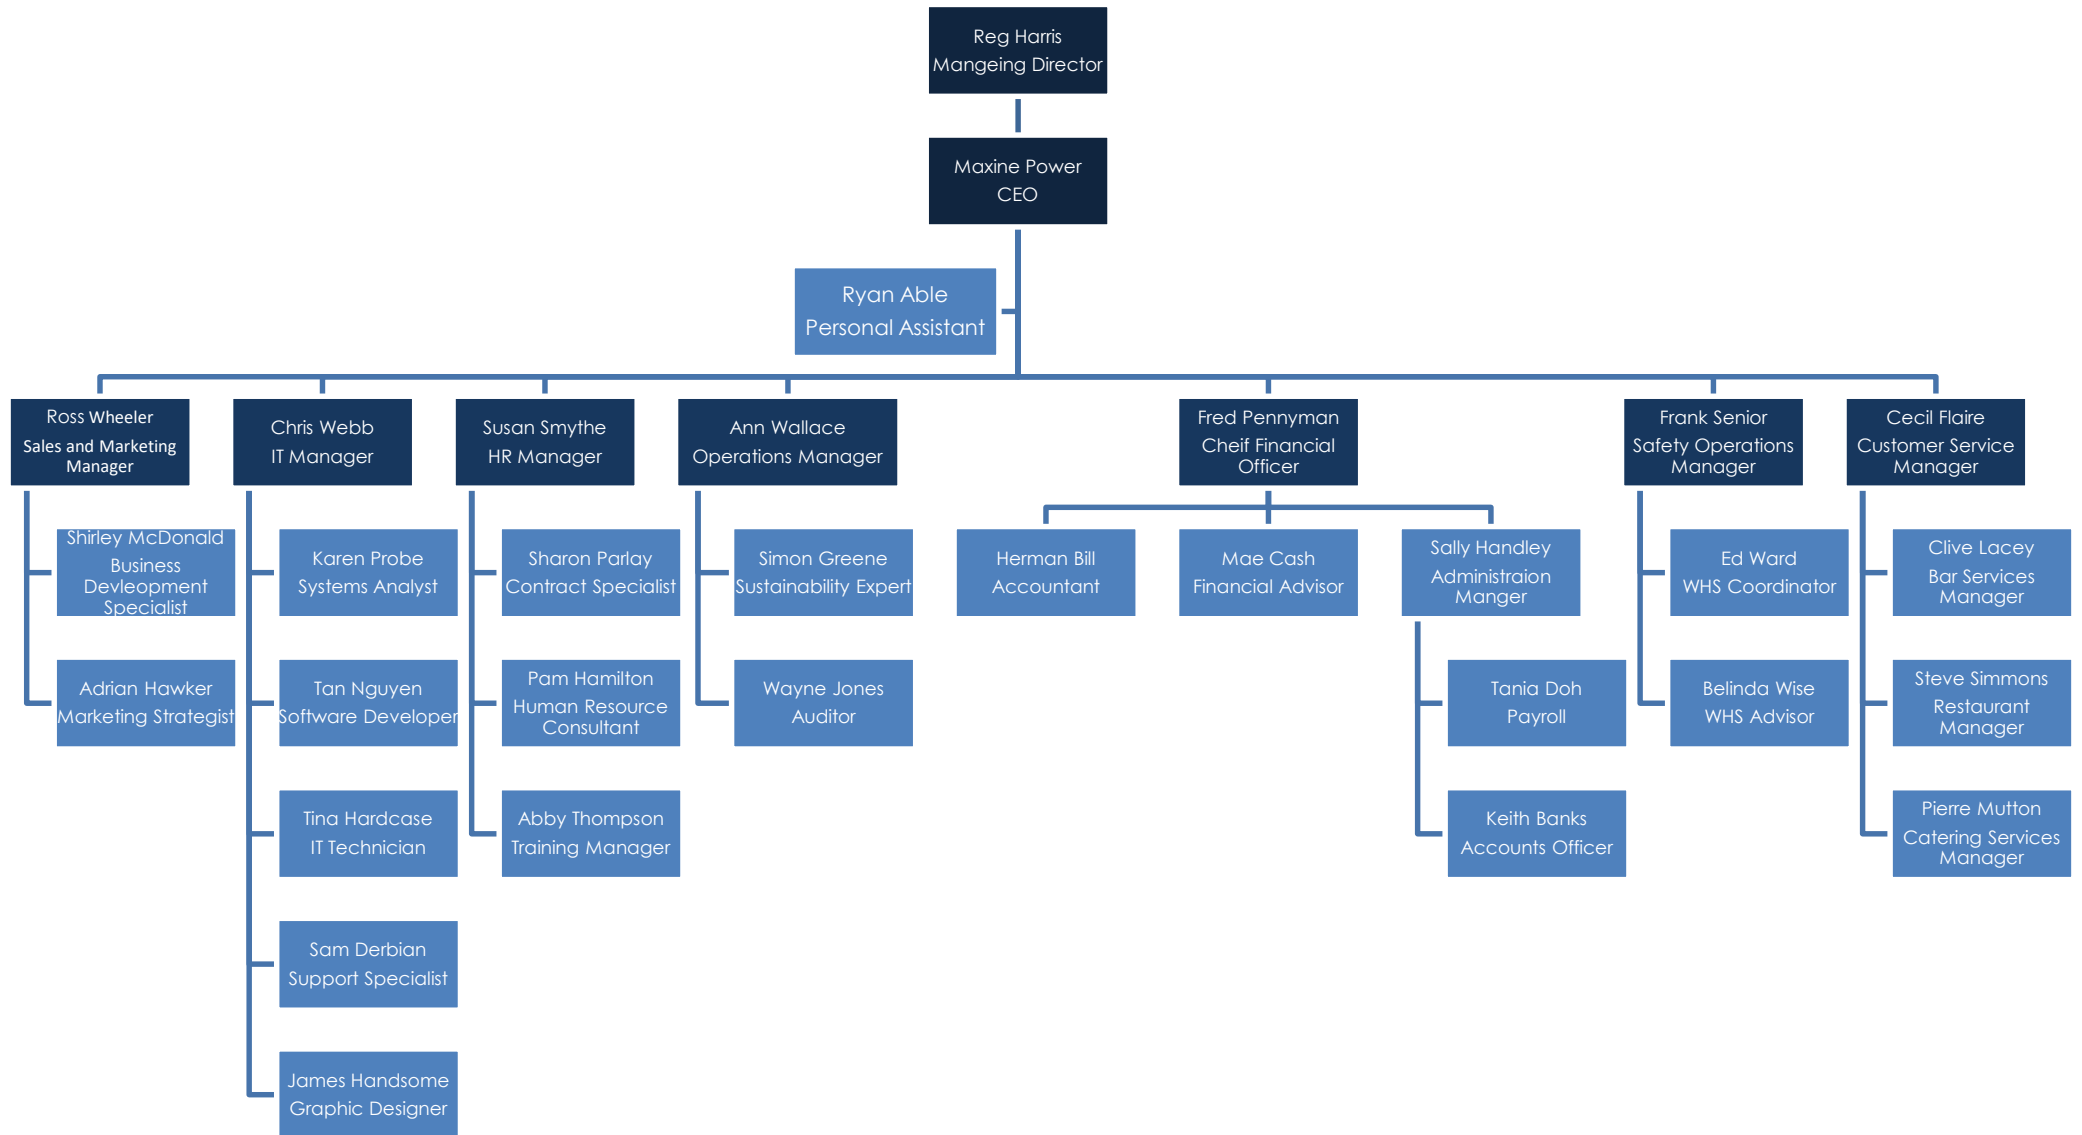 Reg Harris
Mangeing Director
Maxine Power
CEO
Ryan Able
Personal Assistant
Ross Wheeler
Sales and Marketing
Manager
Chris Webb
IT Manager
Susan Smythe
HR Manager
Ann Wallace
Operations Manager
Fred Pennyman
Cheif Financial
Officer
Frank Senior
Safety Operations
Manager
Cecil Flaire
Customer Service
Manager
Shirley McDonald
Business
Devleopment
Specialist
Karen Probe
Systems Analyst
Sharon Parlay
Contract Specialist
Simon Greene
Sustainability Expert
Herman Bill
Accountant
Mae Cash
Financial Advisor
Sally Handley
Administraion
Manger
Ed Ward
WHS Coordinator
Clive Lacey
Bar Services
Manager
Adrian Hawker
Marketing Strategist
Tan Nguyen
Software Developer
Pam Hamilton
Human Resource
Consultant
Wayne Jones
Auditor
Tania Doh
Payroll
Belinda Wise
WHS Advisor
Steve Simmons
Restaurant
Manager
Tina Hardcase
IT Technician
Abby Thompson
Training Manager
Keith Banks
Accounts Officer
Pierre Mutton
Catering Services
Manager
Sam Derbian
Support Specialist
James Handsome
Graphic Designer